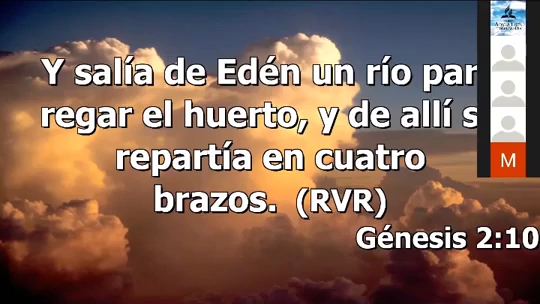 Y salía de Edén un río par
regar el huerto, y de allí s
repartía en cuatro
brazos. (RVR)
Génesis 2:10
M